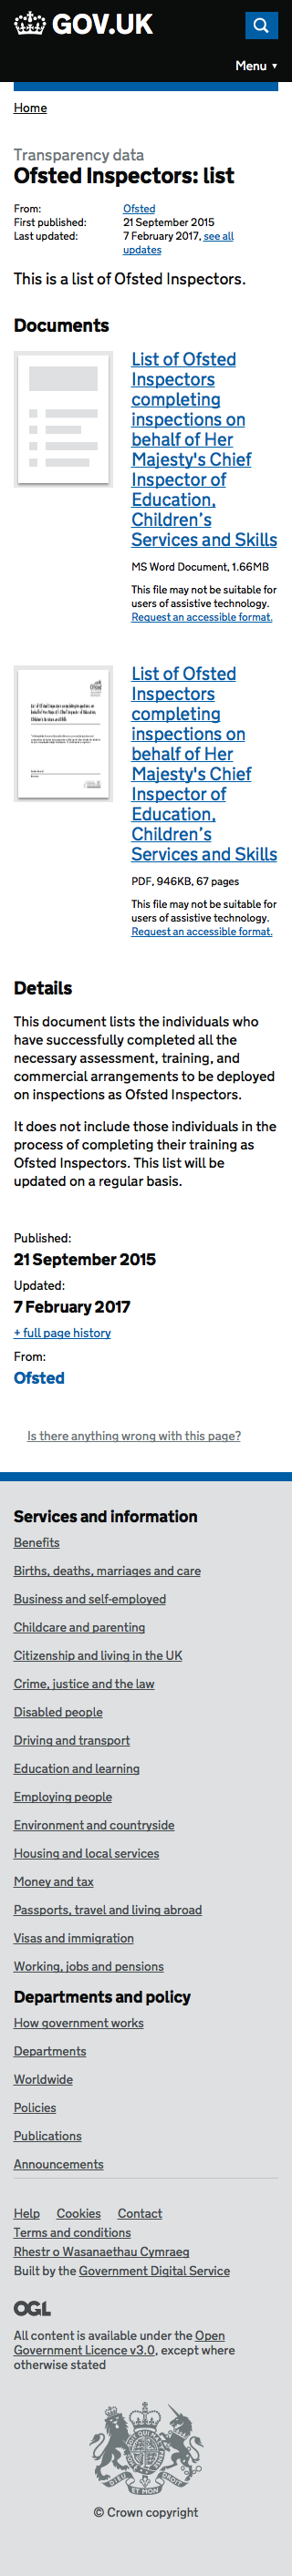 GOV.UK
Menu ▼
Home
Transparency data
Ofsted Inspectors: list
From: Ofsted
First published: 21 September 2015
Last updated: 7 February 2017, see all
updates
This is a list of Ofsted Inspectors.
Documents
List of Ofsted
Inspectors
completing
inspections on
behalf of Her
Majesty's Chief
Inspector of
Education,
Children’s
Services and Skills
MS Word Document, 1.66MB
This file may not be suitable for
users of assistive technology.
Request an accessible format.
List of Ofsted
Inspectors
completing
inspections on
behalf of Her
Majesty's Chief
Inspector of
Education,
Children’s
Services and Skills
PDF, 946KB, 67 pages
This file may not be suitable for
users of assistive technology.
Request an accessible format.
Details
This document lists the individuals who
have successfully completed all the
necessary assessment, training, and
commercial arrangements to be deployed
on inspections as Ofsted Inspectors.
It does not include those individuals in the
process of completing their training as
Ofsted Inspectors. This list will be
updated on a regular basis.
Published:
21 September 2015
Updated:
7 February 2017
+ full page history
From:
Ofsted
Is there anything wrong with this page?
Services and information
Benefits
Births, deaths, marriages and care
Business and self-employed
Childcare and parenting
Citizenship and living in the UK
Crime, justice and the law
Disabled people
Driving and transport
Education and learning
Employing people
Environment and countryside
Housing and local services
Money and tax
Passports, travel and living abroad
Visas and immigration
Working, jobs and pensions
Departments and policy
How government works
Departments
Worldwide
Policies
Publications
Announcements
Help Cookies Contact
Terms and conditions
Rhestr o Wasanaethau Cymraeg
Built by the Government Digital Service
OGL
All content is available under the Open
Government Licence v3.0, except where
otherwise stated
DIEU ET MON DROIT
© Crown copyright